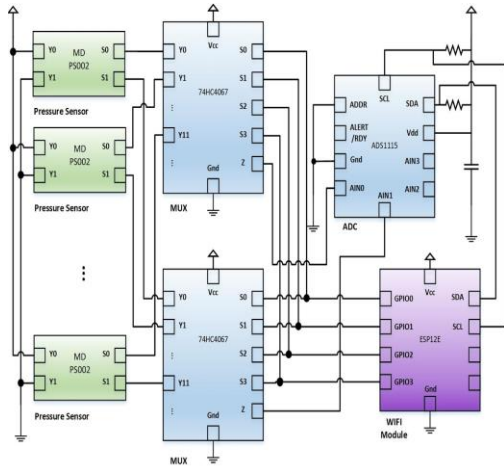 MD
PS002
Y0
S0
Y1
S1
Pressure Sensor
MD
PS002
Y0
S0
Y1
S1
Pressure Sensor
⋮
MD
PS002
Y0
S0
Y1
S1
Pressure Sensor
Vcc
74HC4067
Y0
S0
Y1
S1
⋮
S2
Y11
S3
⋮
Z
Gnd
MUX
Vcc
74HC4067
Y0
S0
Y1
S1
⋮
S2
Y11
S3
⋮
Z
Gnd
MUX
SCL
ADDR
SDA
ALERT
/RDY
ADS1115
Vdd
Gnd
AIN3
AIN0
AIN1
AIN2
ADC
Vcc
GPIO0
SDA
GPIO1
SCL
ESP12E
GPIO2
GPIO3
Gnd
WIFI
Module